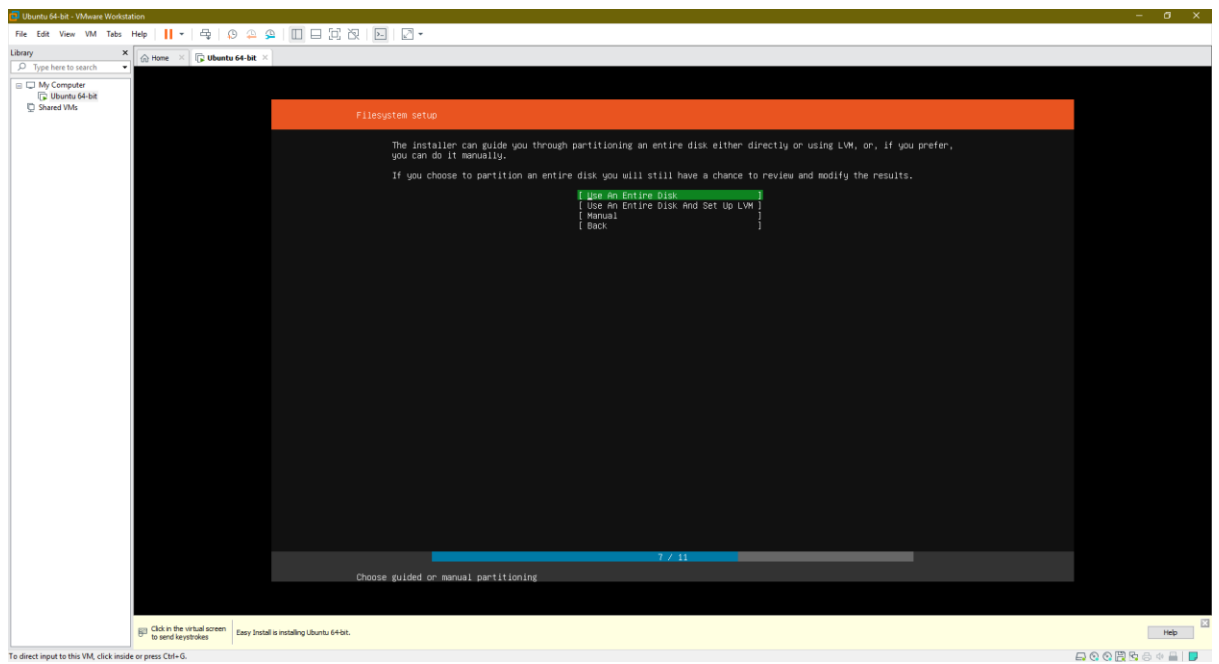 Ubuntu 64-bit - VMware Workstation
File Edit View VM Tabs Help
Library
Home
Ubuntu 64-bit
Type here to search
My Computer
Ubuntu 64-bit
Shared VMs
Filesystem setup
The installer can guide you through partitioning an entire disk either directly or using LVM, or, if you prefer,
you can do it manually.
If you choose to partition an entire disk you will still have a chance to review and modify the results.
[ Use An Entire Disk ]
[ Use An Entire Disk And Set Up LVM ]
[ Manual ]
[ Back ]
7 / 11
Choose guided or manual partitioning
Click in the virtual screen
to send keystrokes
Easy Install is installing Ubuntu 64-bit.
Help
To direct input to this VM, click inside or press Ctrl+G.